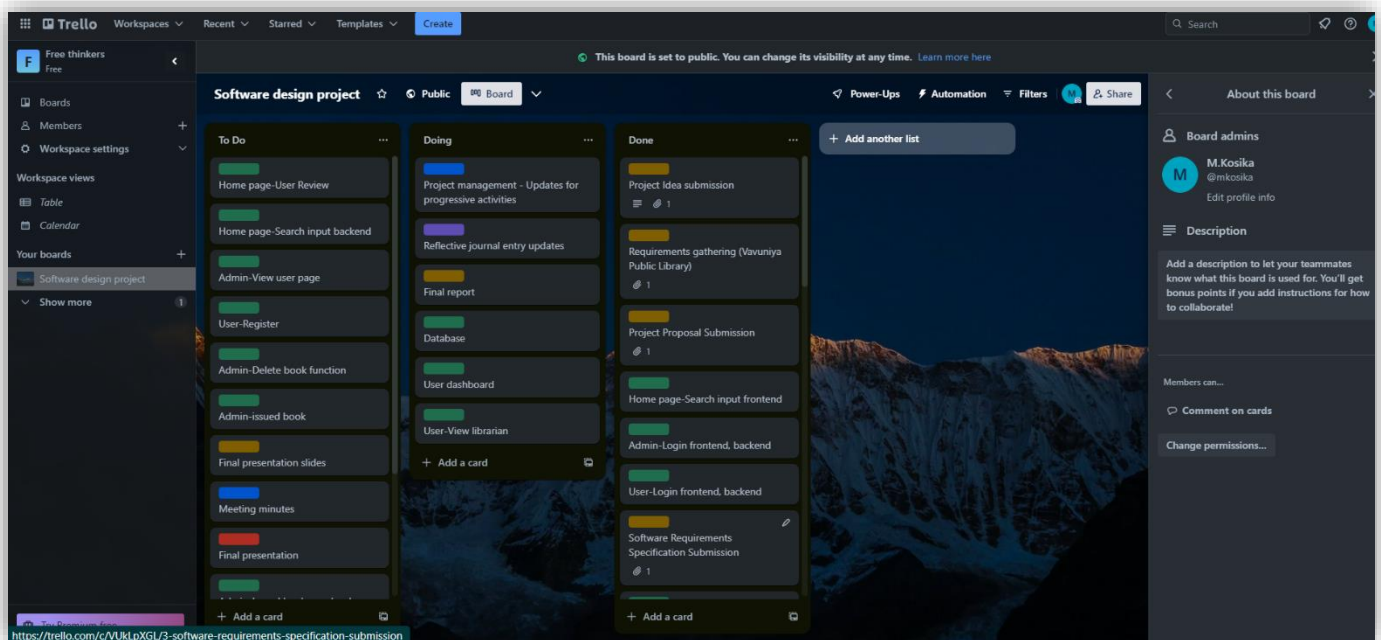 Trello Workspaces Recent Starred Templates Create Search
Free thinkers
Free
This board is set to public. You can change its visibility at any time. Learn more here
Boards
Members
Workspace settings
Workspace views
Table
Calendar
Your boards
Software design project
Show more 1
Software design project Public Board Power-Ups Automation Filters M Share
To Do
Home page-User Review
Home page-Search input backend
Admin-View user page
User-Register
Admin-Delete book function
Admin-issued book
Final presentation slides
Meeting minutes
Final presentation
+ Add a card
Doing
Project management - Updates for
progressive activities
Reflective journal entry updates
Final report
Database
User dashboard
User-View librarian
+ Add a card
Done
Project Idea submission
1
Requirements gathering (Vavuniya
Public Library)
1
Project Proposal Submission
1
Home page-Search input frontend
Admin-Login frontend, backend
User-Login frontend, backend
Software Requirements
Specification Submission
1
+ Add a card
+ Add another list
About this board
Board admins
M
M.Kosika
@mkosika
Edit profile info
Description
Add a description to let your teammates
know what this board is used for. You'll get
bonus points if you add instructions for how
to collaborate!
Members can...
Comment on cards
Change permissions...
https://trello.com/c/VUkLpXGL/3-software-requirements-specification-submission